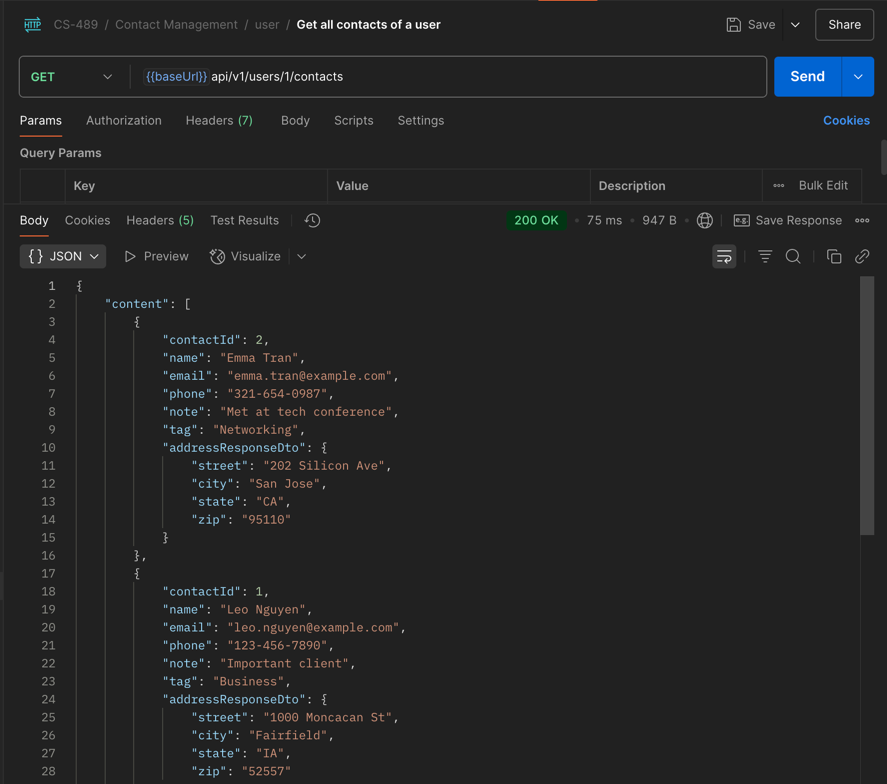 HTTP CS-489 / Contact Management / user / Get all contacts of a user Save Share
GET {{baseUrl}} api/v1/users/1/contacts Send
Params Authorization Headers (7) Body Scripts Settings Cookies
Query Params
Key Value Description Bulk Edit
Body Cookies Headers (5) Test Results 200 OK • 75 ms • 947 B • e.g. Save Response
{} JSON Preview Visualize
1 {
2 "content": [
3 {
4 "contactId": 2,
5 "name": "Emma Tran",
6 "email": "emma.tran@example.com",
7 "phone": "321-654-0987",
8 "note": "Met at tech conference",
9 "tag": "Networking",
10 "addressResponseDto": {
11 "street": "202 Silicon Ave",
12 "city": "San Jose",
13 "state": "CA",
14 "zip": "95110"
15 }
16 },
17 {
18 "contactId": 1,
19 "name": "Leo Nguyen",
20 "email": "leo.nguyen@example.com",
21 "phone": "123-456-7890",
22 "note": "Important client",
23 "tag": "Business",
24 "addressResponseDto": {
25 "street": "1000 Moncacan St",
26 "city": "Fairfield",
27 "state": "IA",
28 "zip": "52557"